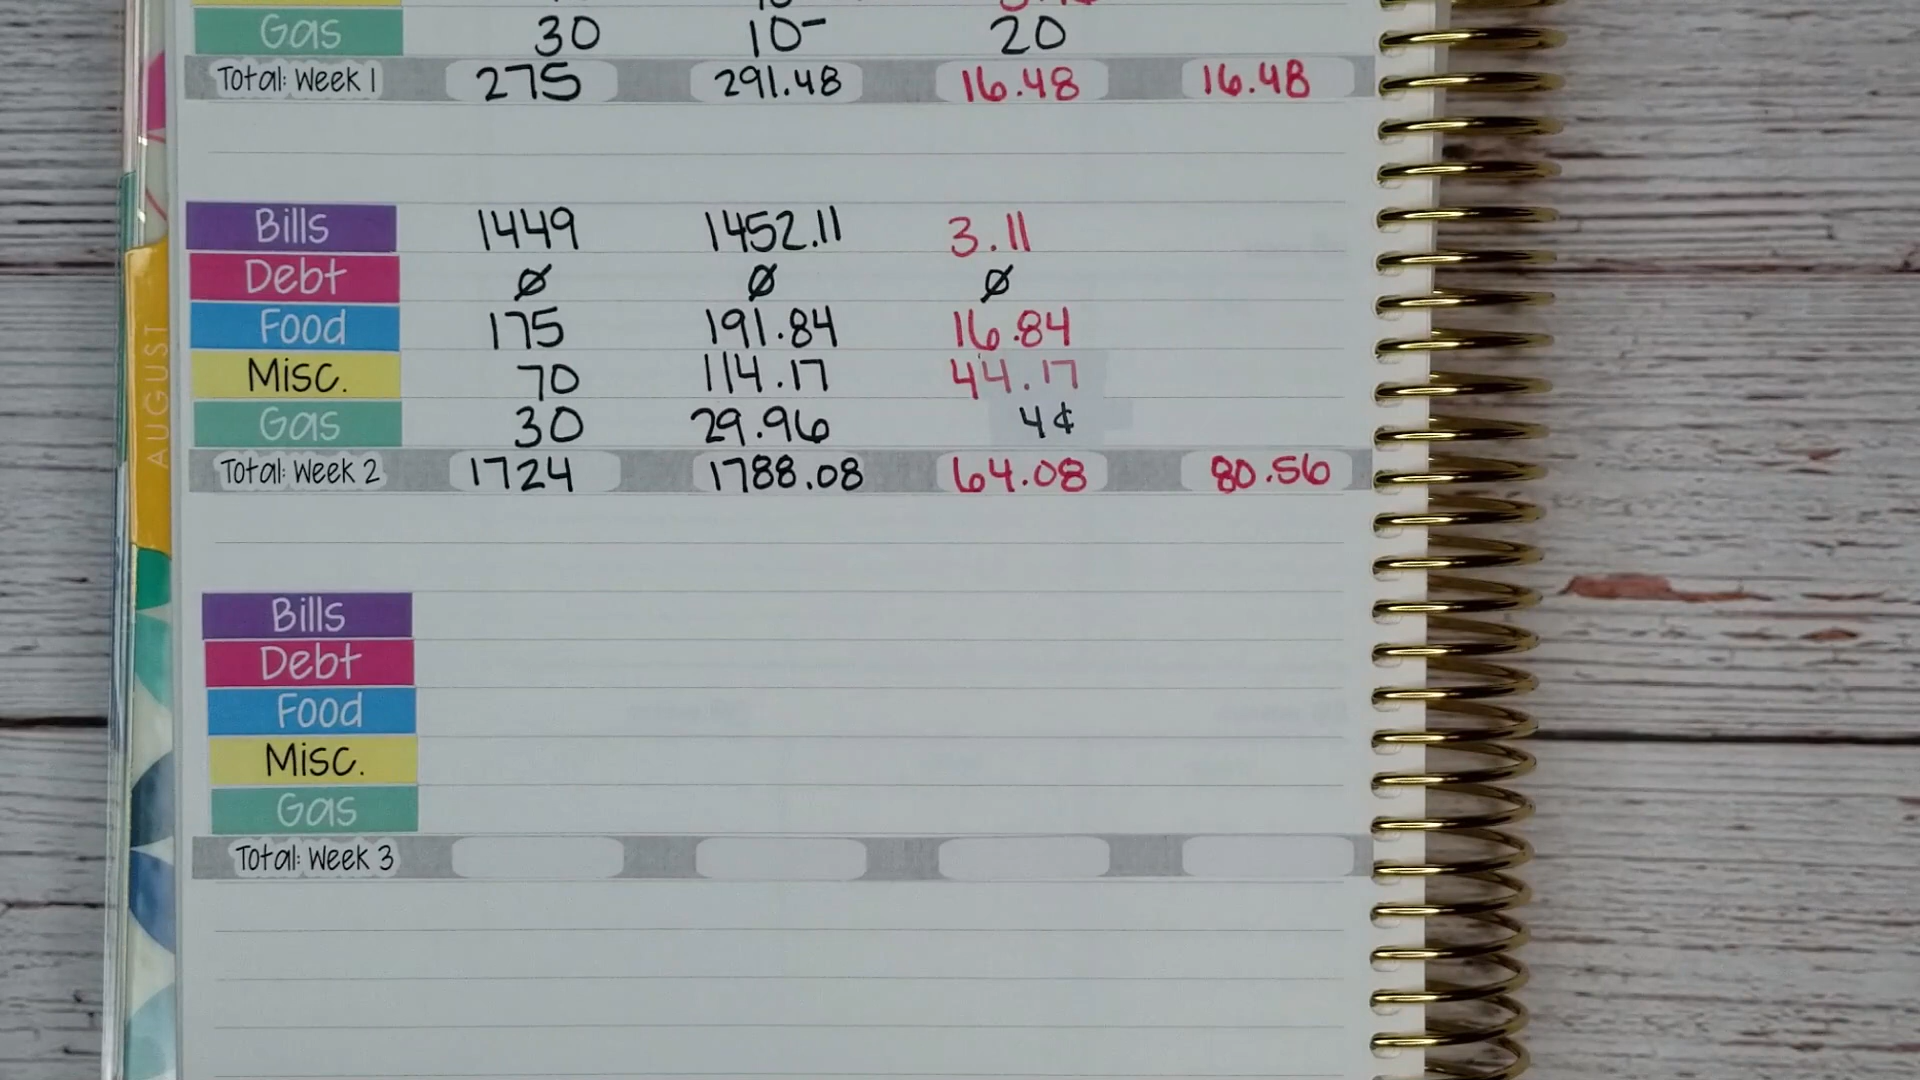 Gas 30 10- 20
Total: Week 1 275 291.48 16.48 16.48
Bills 1449 1452.11 3.11
Debt Ø Ø Ø
Food 175 191.84 16.84
Misc. 70 114.17 44.17
Gas 30 29.96 4¢
Total: Week 2 1724 1788.08 64.08 80.56
Bills
Debt
Food
Misc.
Gas
Total: Week 3
AUGUST